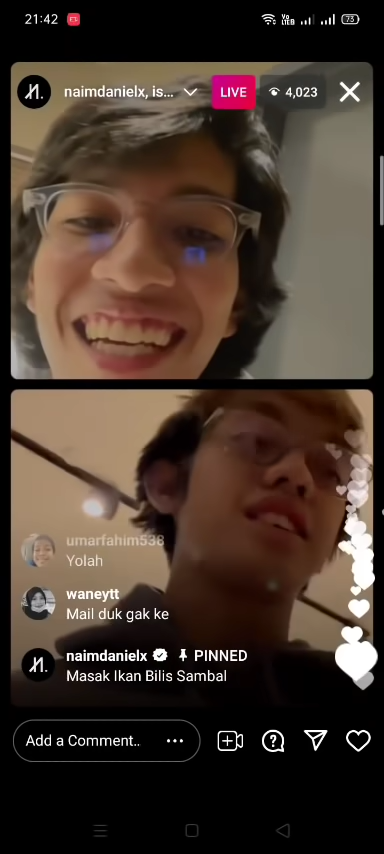 21:42
73
naimdanielx, is...
LIVE
4,023
umarfahim538
Yolah
waneytt
Mail duk gak ke
naimdanielx PINNED
Masak Ikan Bilis Sambal
Add a Comment..